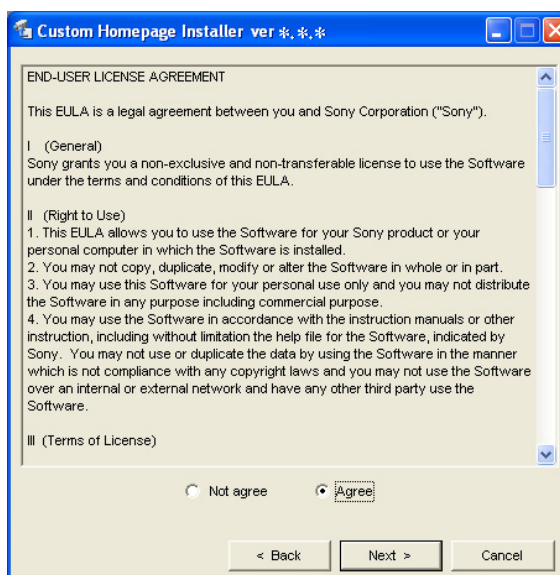 Custom Homepage Installer ver *.*.*
END-USER LICENSE AGREEMENT
This EULA is a legal agreement between you and Sony Corporation ("Sony").
I (General)
Sony grants you a non-exclusive and non-transferable license to use the Software
under the terms and conditions of this EULA.
II (Right to Use)
1. This EULA allows you to use the Software for your Sony product or your
personal computer in which the Software is installed.
2. You may not copy, duplicate, modify or alter the Software in whole or in part.
3. You may use this Software for your personal use only and you may not distribute
the Software in any purpose including commercial purpose.
4. You may use the Software in accordance with the instruction manuals or other
instruction, including without limitation the help file for the Software, indicated by
Sony. You may not use or duplicate the data by using the Software in the manner
which is not compliance with any copyright laws and you may not use the Software
over an internal or external network and have any other third party use the
Software.
III (Terms of License)
Not agree Agree
< Back Next > Cancel